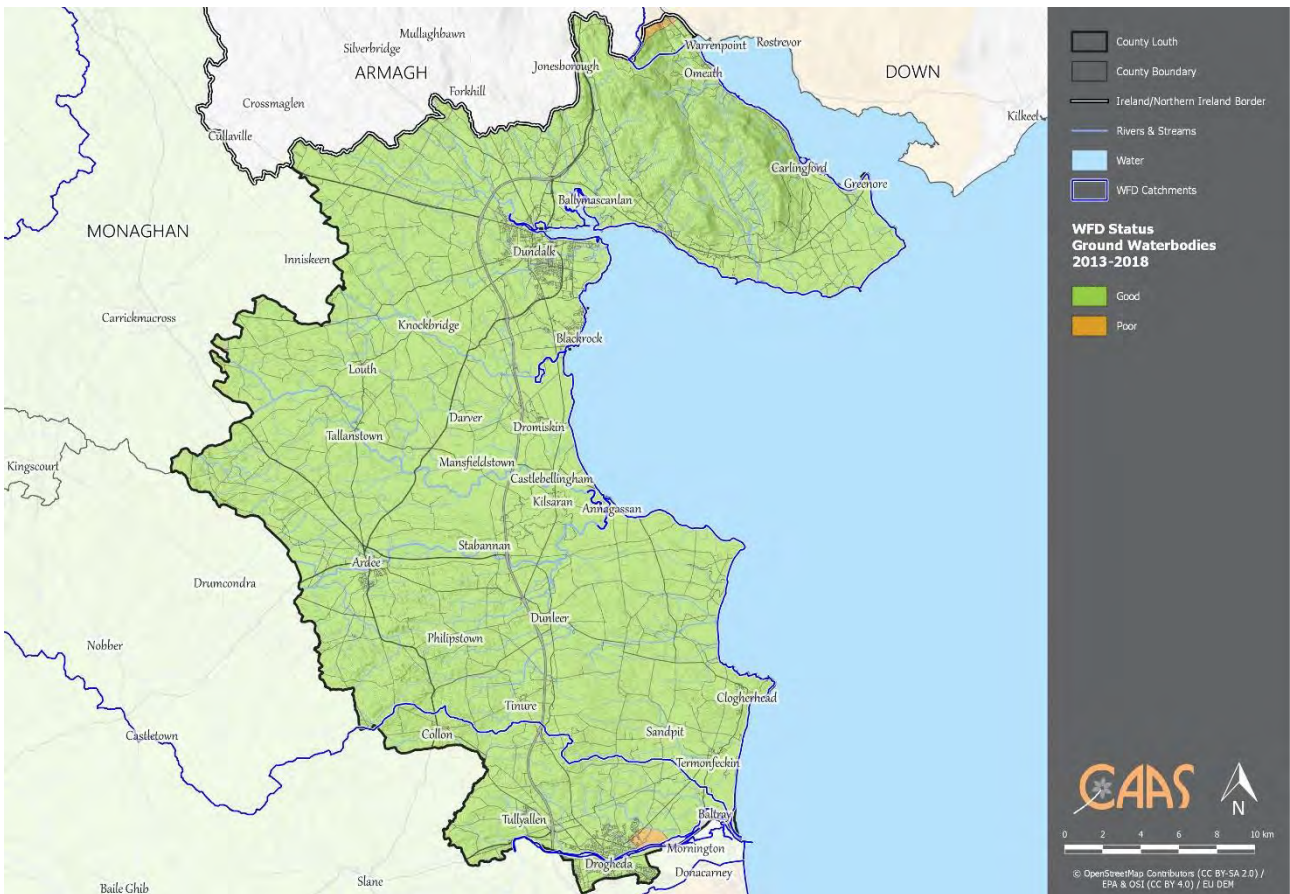 Mullaghbawn
Silverbridge
ARMAGH
Jonesborough
Forkhill
Crossmaglen
Cullaville
Warrenpoint
Rostrevor
Omeath
DOWN
Kilkeel
Carlingford
Greenore
Ballymascanlan
MONAGHAN
Dundalk
Inniskeen
Carrickmacross
Knockbridge
Blackrock
Louth
Darver
Dromiskin
Tallanstown
Kingscourt
Mansfieldstown
Castlebellingham
Kilsaran
Annagassan
Stabannan
Ardee
Drumcondra
Dunleer
Philipstown
Nobber
Clogherhead
Tinure
Castletown
Collon
Sandpit
Termonfeckin
Tullyallen
Baltray
Mornington
Drogheda
Donacarney
Slane
Baile Ghib
County Louth
County Boundary
Ireland/Northern Ireland Border
Rivers & Streams
Water
WFD Catchments
WFD Status
Ground Waterbodies
2013-2018
Good
Poor
CAAS
N
0 2 4 6 8 10 km
© OpenStreetMap Contributors (CC BY-SA 2.0) /
EPA & OSI (CC BY 4.0) / EU DEM